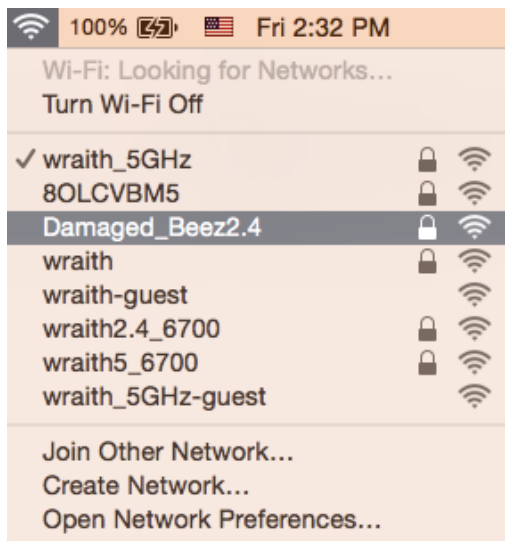 100% Fri 2:32 PM
Wi-Fi: Looking for Networks...
Turn Wi-Fi Off
wraith_5GHz
8OLCVBM5
Damaged_Beez2.4
wraith
wraith-guest
wraith2.4_6700
wraith5_6700
wraith_5GHz-guest
Join Other Network...
Create Network...
Open Network Preferences...